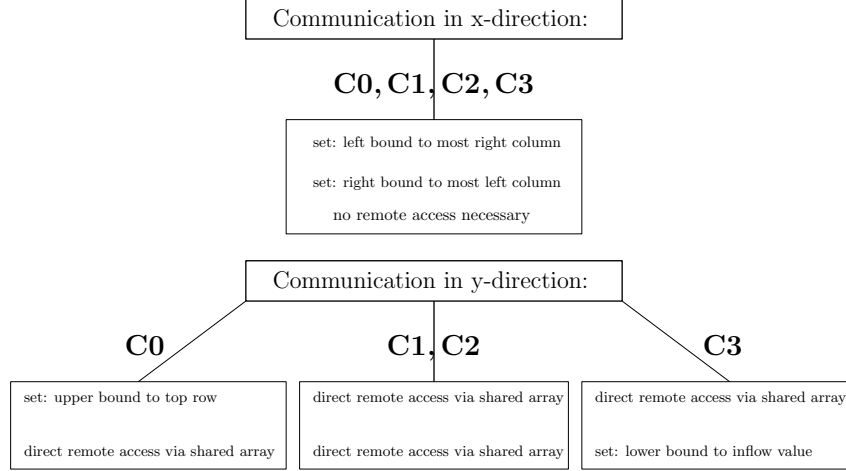 Communication in x-direction:
C0, C1, C2, C3
set: left bound to most right column
set: right bound to most left column
no remote access necessary
Communication in y-direction:
C0
C1, C2
C3
set: upper bound to top row
direct remote access via shared array
direct remote access via shared array
direct remote access via shared array
direct remote access via shared array
set: lower bound to inflow value